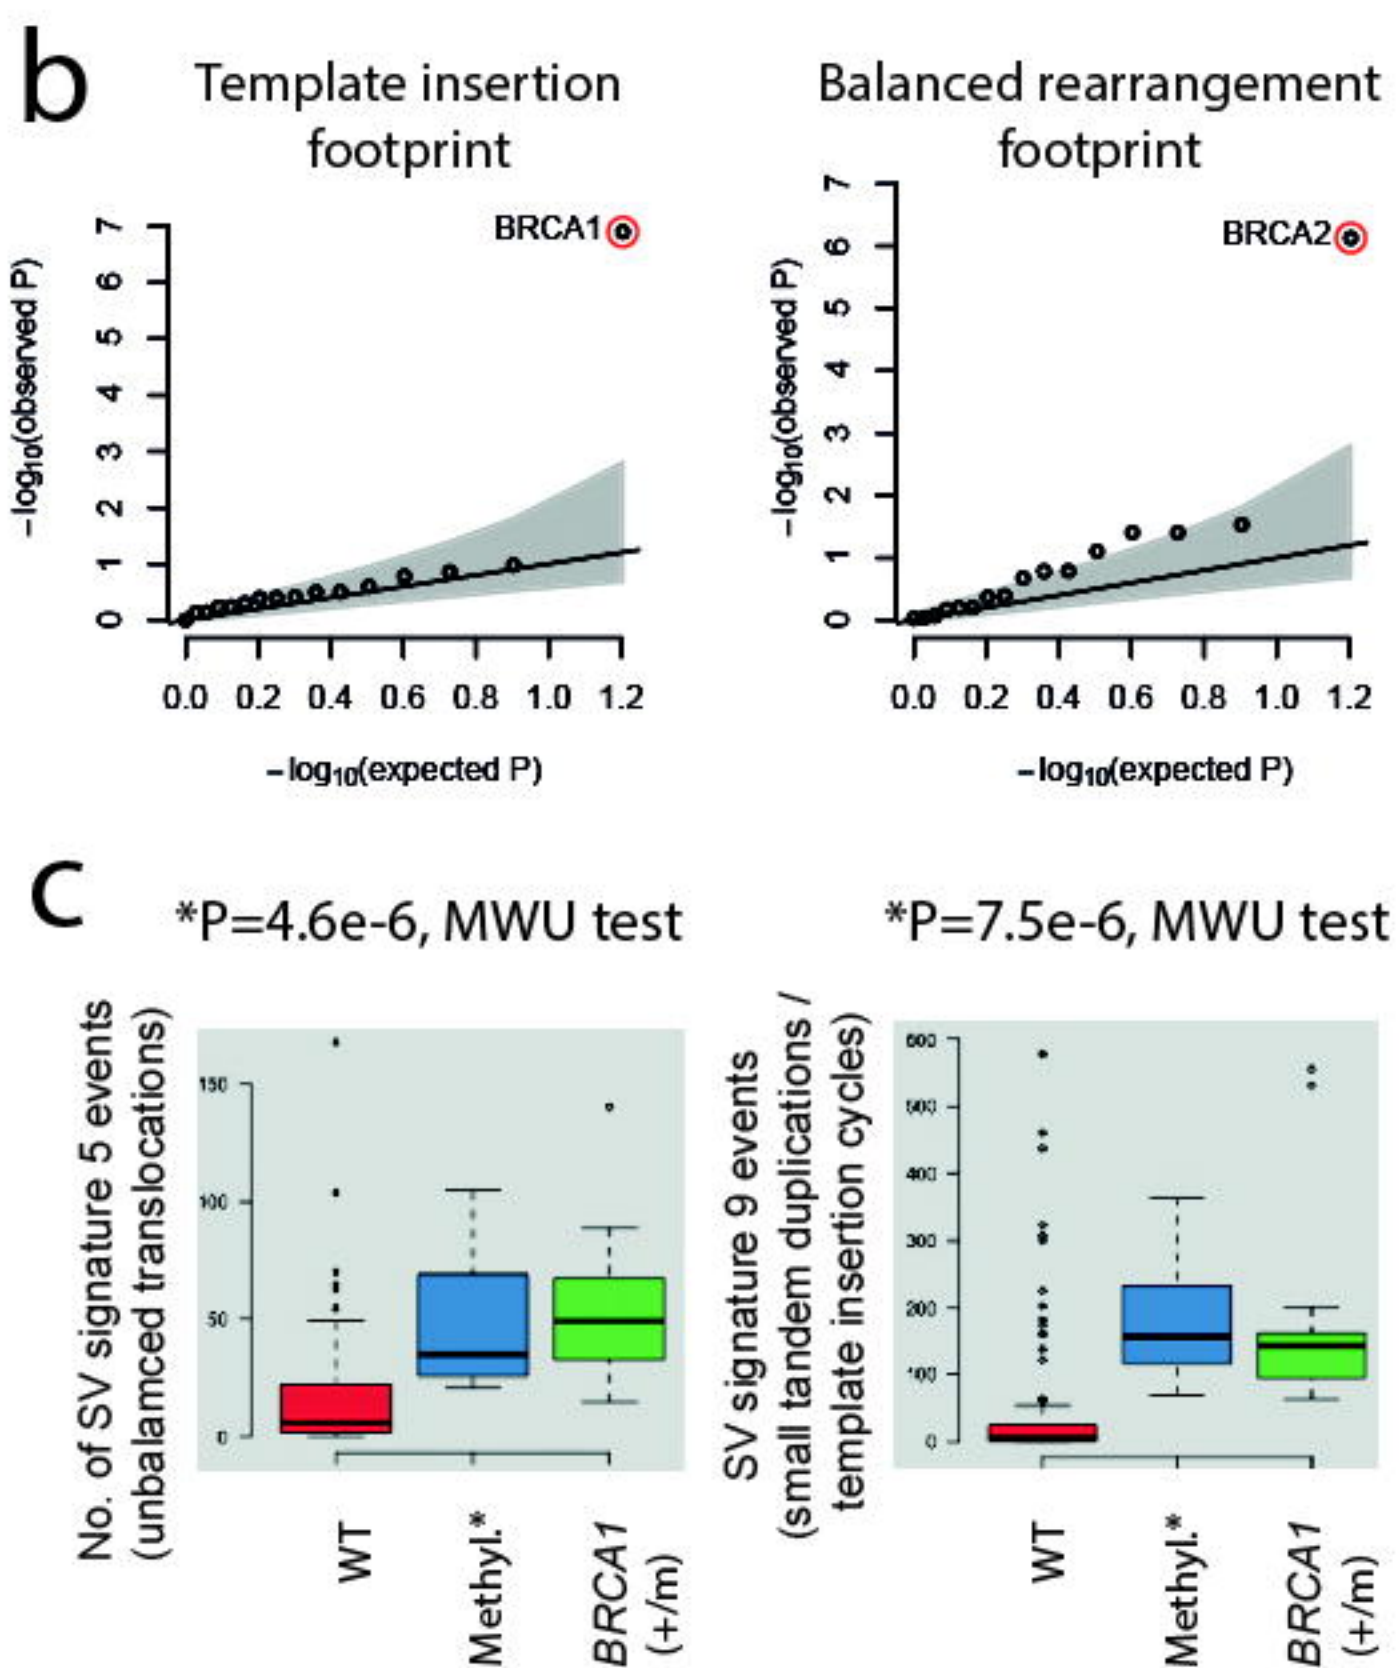 b
Template insertion
footprint
Balanced rearrangement
footprint
−log10(observed P)
7
6
5
4
3
2
1
0
BRCA1
0.0 0.2 0.4 0.6 0.8 1.0 1.2
−log10(expected P)
−log10(observed P)
7
6
5
4
3
2
1
0
BRCA2
0.0 0.2 0.4 0.6 0.8 1.0 1.2
−log10(expected P)
c
*P=4.6e-6, MWU test
*P=7.5e-6, MWU test
No. of SV signature 5 events
(unbalamced translocations)
150
100
50
0
WT
Methyl.*
BRCA1
(+/m)
SV signature 9 events
(small tandem duplications /
template insertion cycles)
600
500
400
300
200
100
0
WT
Methyl.*
BRCA1
(+/m)